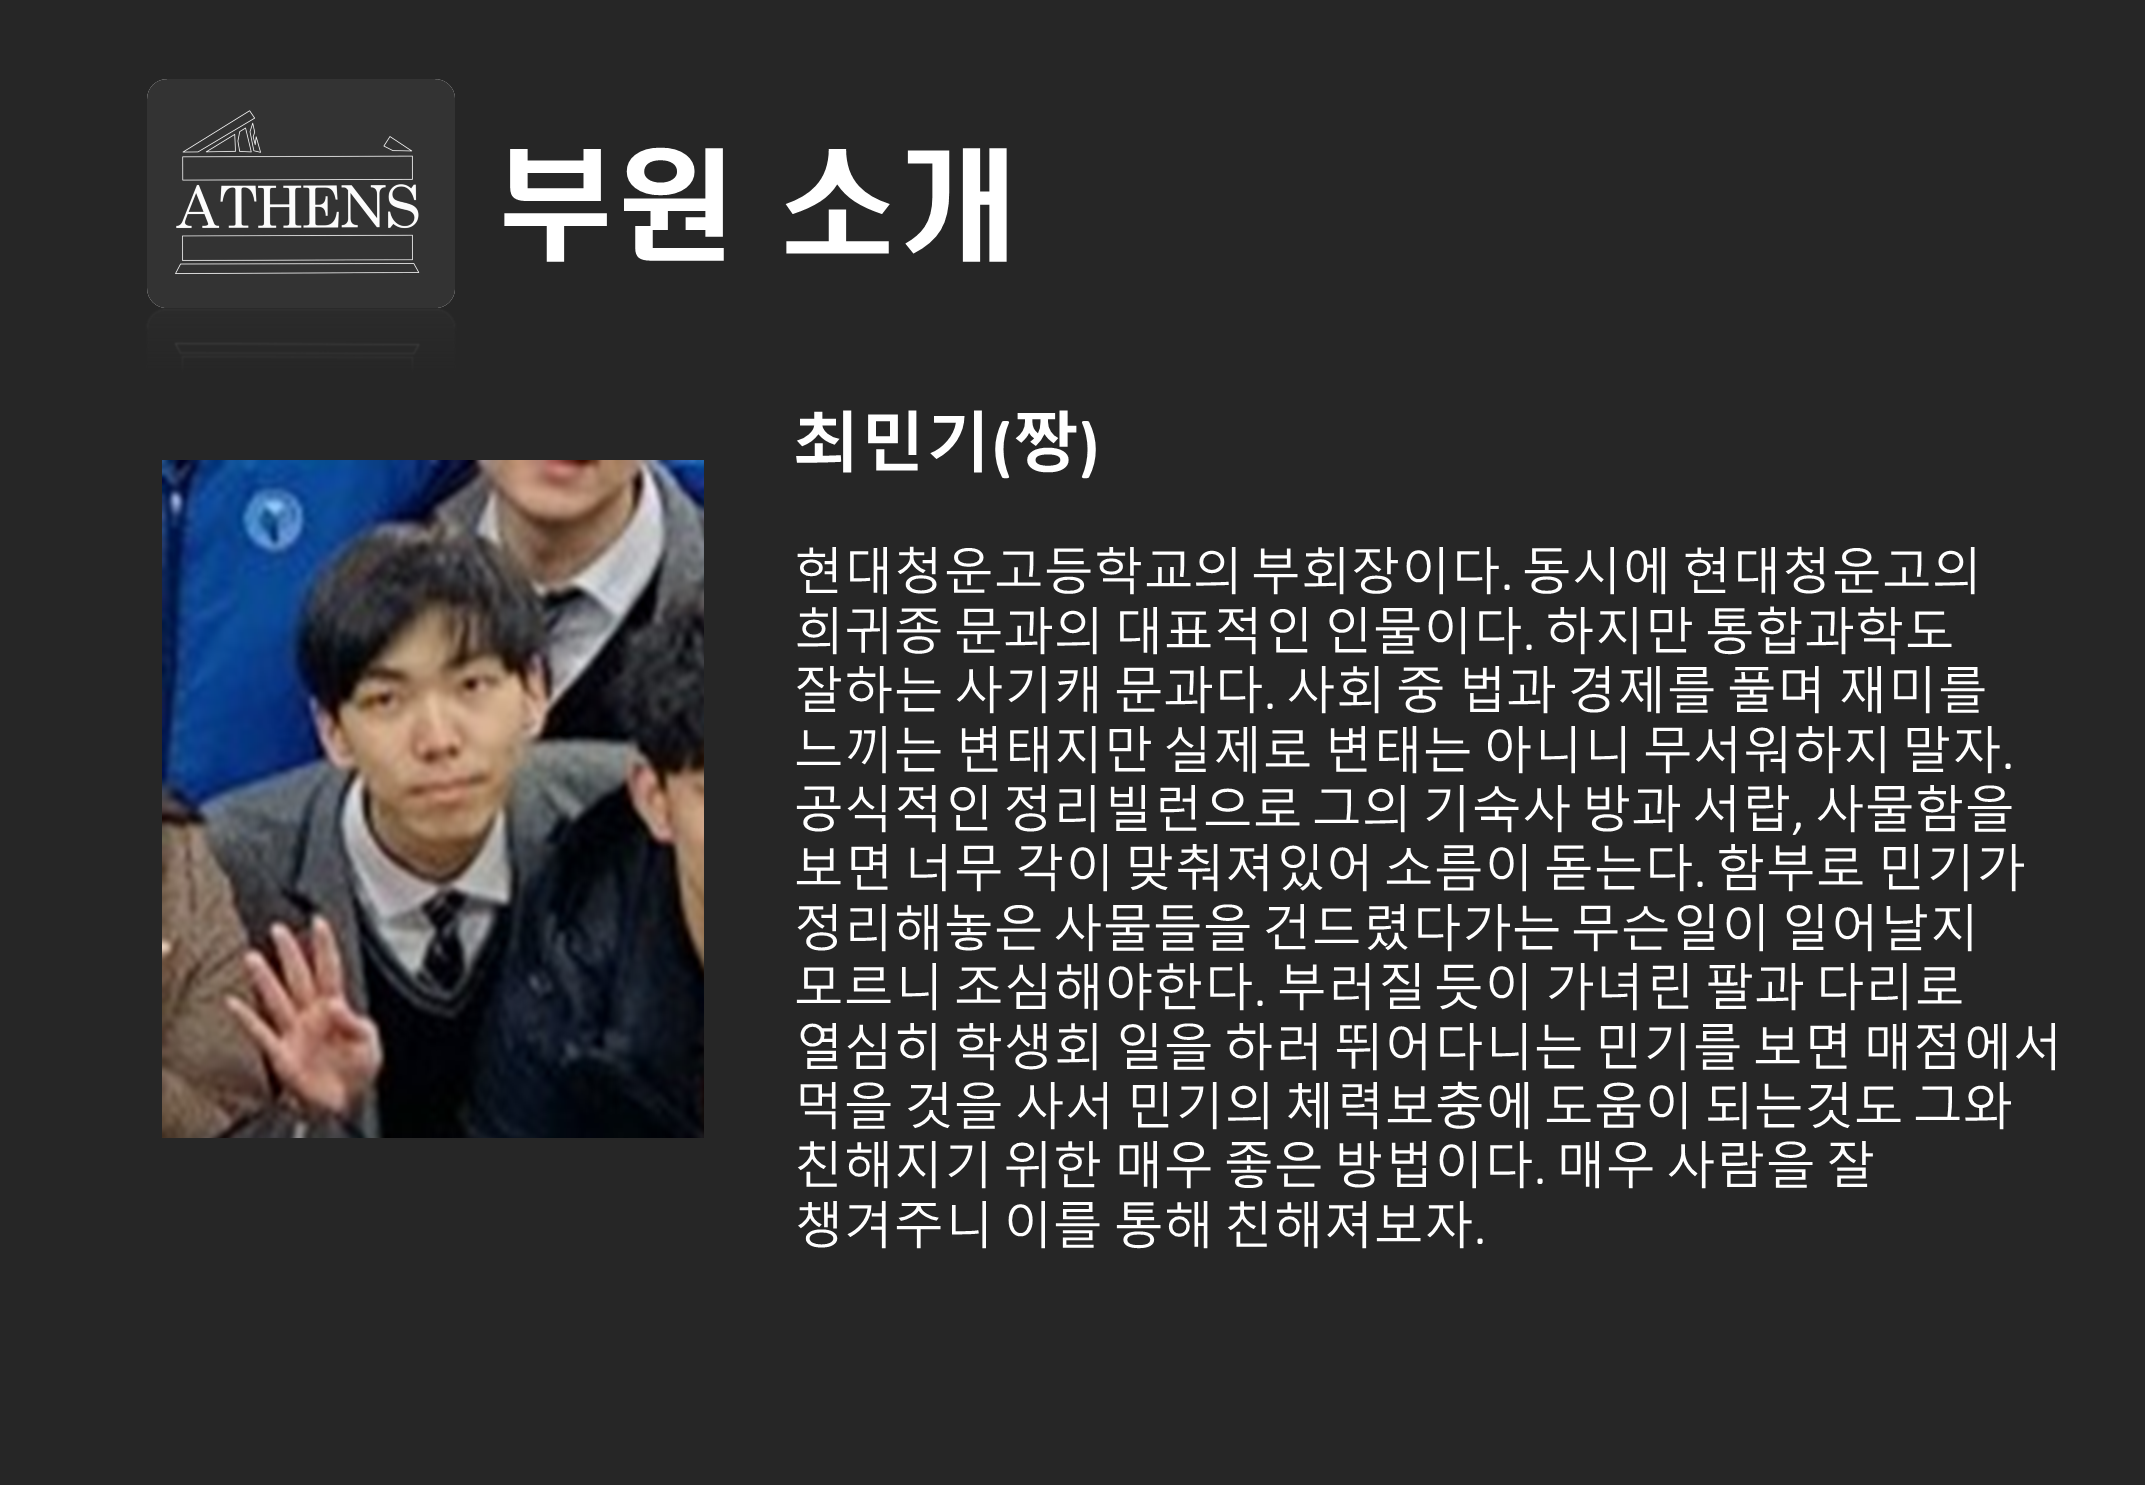 ATHENS
부원 소개
최민기(짱)
현대청운고등학교의 부회장이다. 동시에 현대청운고의
희귀종 문과의 대표적인 인물이다. 하지만 통합과학도
잘하는 사기캐 문과다. 사회 중 법과 경제를 풀며 재미를
느끼는 변태지만 실제로 변태는 아니니 무서워하지 말자.
공식적인 정리빌런으로 그의 기숙사 방과 서랍, 사물함을
보면 너무 각이 맞춰져있어 소름이 돋는다. 함부로 민기가
정리해놓은 사물들을 건드렸다가는 무슨일이 일어날지
모르니 조심해야한다. 부러질 듯이 가녀린 팔과 다리로
열심히 학생회 일을 하러 뛰어다니는 민기를 보면 매점에서
먹을 것을 사서 민기의 체력보충에 도움이 되는것도 그와
친해지기 위한 매우 좋은 방법이다. 매우 사람을 잘
챙겨주니 이를 통해 친해져보자.